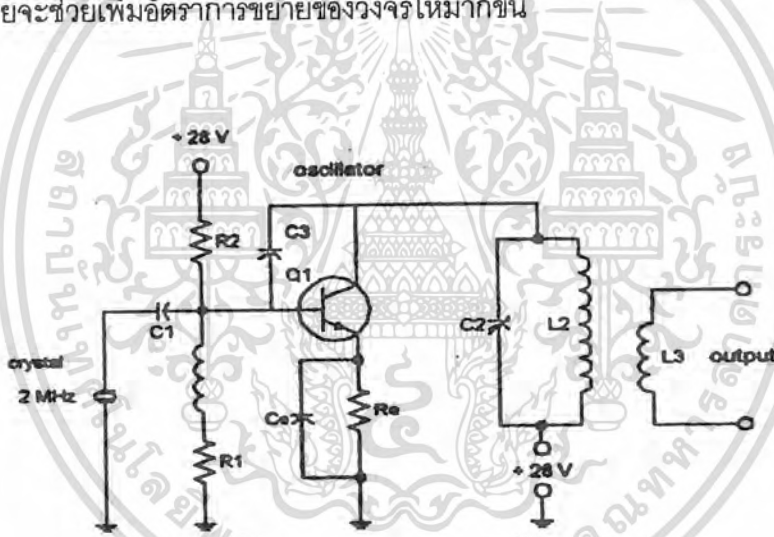 ยจะช่วยเพิ่มอัตราการขยายของวงจรให้มากขึ้น
+ 28 V
oscillator
R2
C3
Q1
C1
C2
L2
L3 output
crystal
2 MHz
Ce
Re
R1
+ 28 V